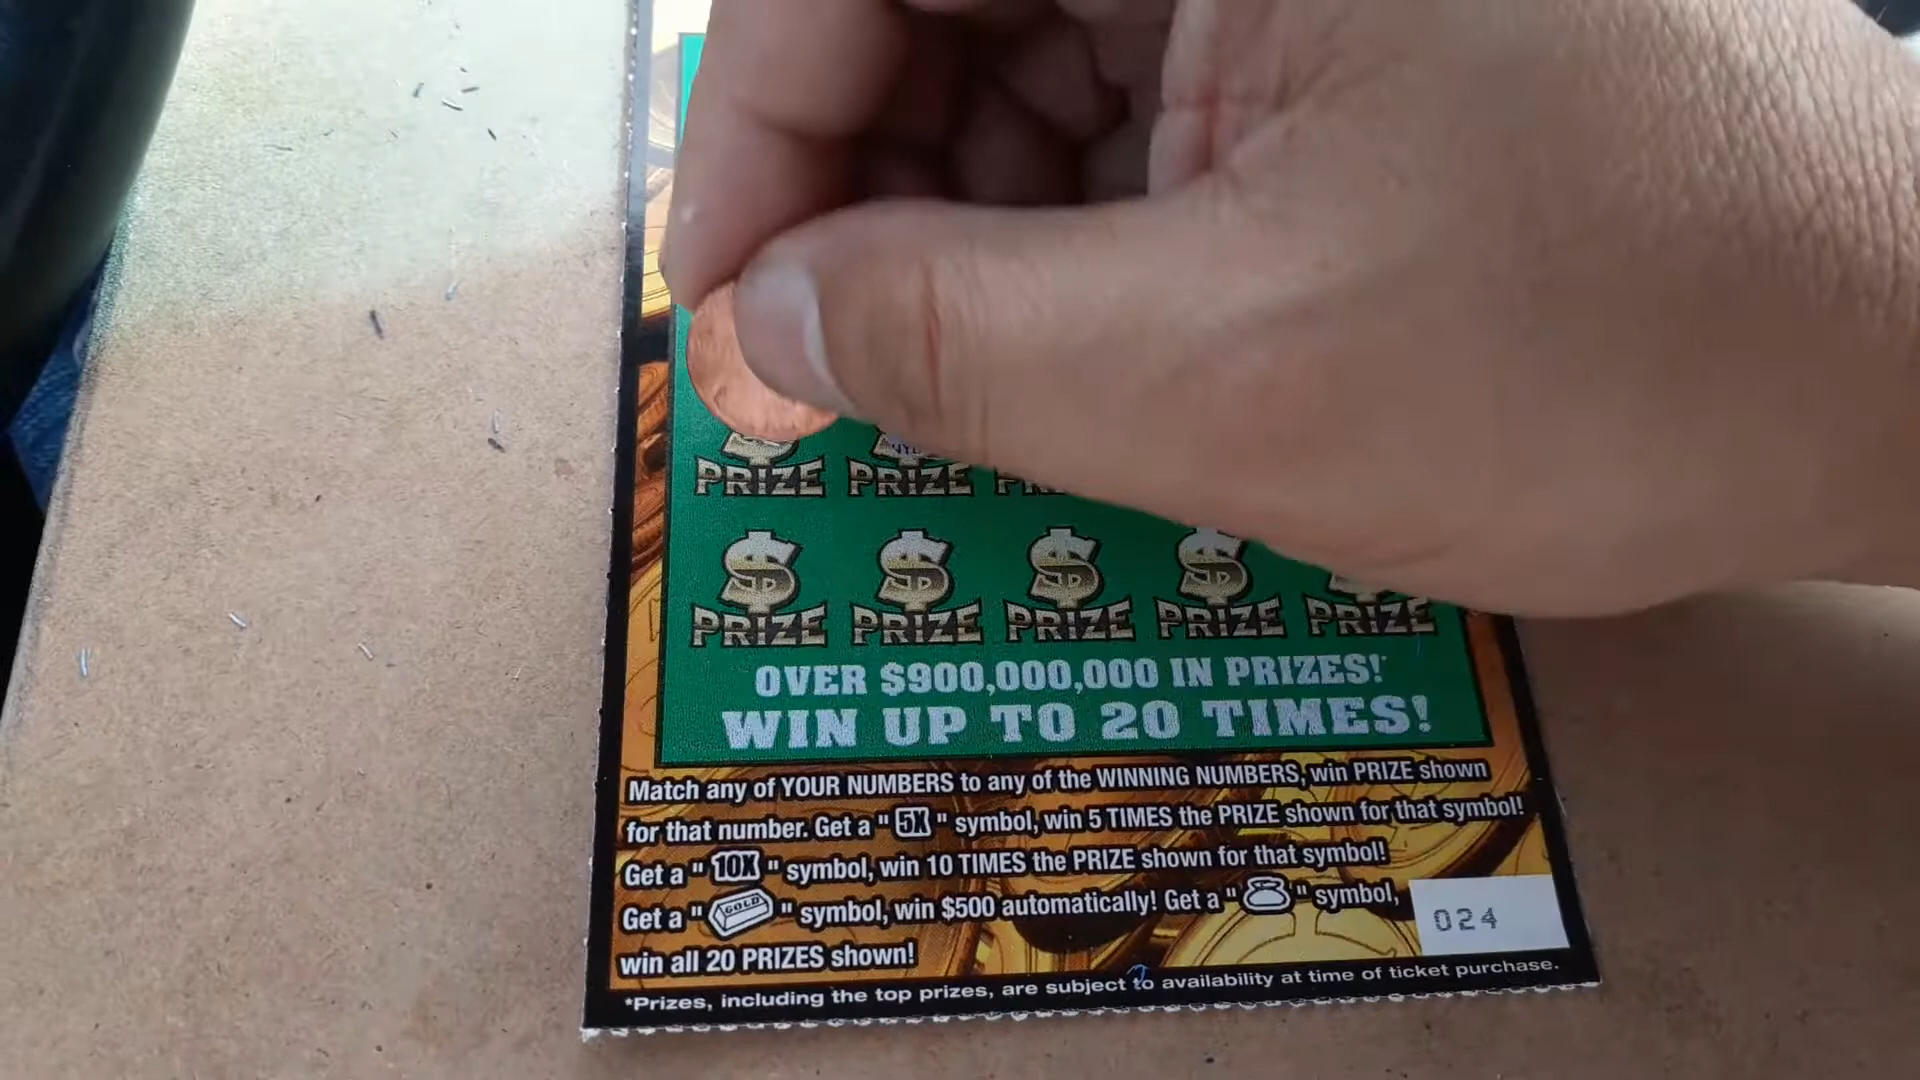 PRIZE PRIZE
PRIZE PRIZE PRIZE PRIZE PRIZE
OVER $900,000,000 IN PRIZES!*
WIN UP TO 20 TIMES!
Match any of YOUR NUMBERS to any of the WINNING NUMBERS, win PRIZE shown
for that number. Get a "5X" symbol, win 5 TIMES the PRIZE shown for that symbol!
Get a "10X" symbol, win 10 TIMES the PRIZE shown for that symbol!
Get a "GOLD" symbol, win $500 automatically! Get a " " symbol,
win all 20 PRIZES shown!
024
*Prizes, including the top prizes, are subject to availability at time of ticket purchase.